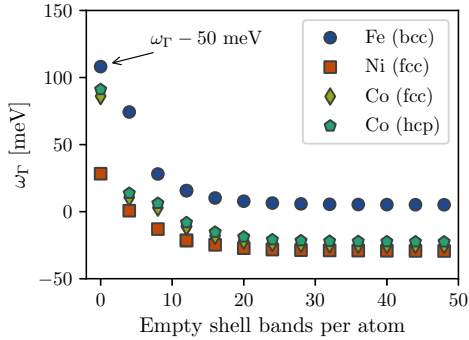 ω_Γ [meV]
150
100
50
0
−50
ω_Γ − 50 meV
Fe (bcc)
Ni (fcc)
Co (fcc)
Co (hcp)
0 10 20 30 40 50
Empty shell bands per atom